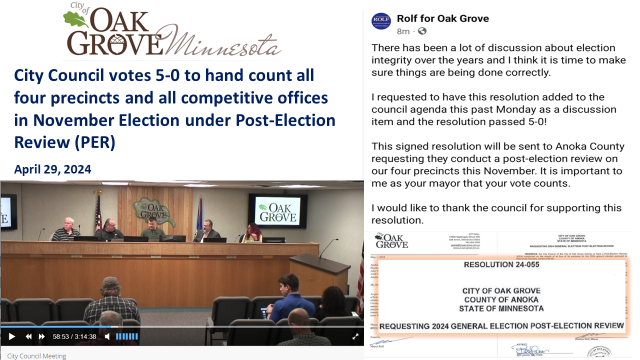 City of
OAK
GROVE Minnesota
City Council votes 5-0 to hand count all
four precincts and all competitive offices
in November Election under Post-Election
Review (PER)
April 29, 2024
OAK
GROVE
OAK
GROVE
58:53 / 3:14:38
City Council Meeting
ROLF
Rolf for Oak Grove
8m ·
There has been a lot of discussion about election
integrity over the years and I think it is time to make
sure things are being done correctly.
I requested to have this resolution added to the
council agenda this past Monday as a discussion
item and the resolution passed 5-0!
This signed resolution will be sent to Anoka County
requesting they conduct a post-election review on
our four precincts this November. It is important to
me as your mayor that your vote counts.
I would like to thank the council for supporting this
resolution.
OAK
GROVE
RESOLUTION 24-055
CITY OF OAK GROVE
COUNTY OF ANOKA
STATE OF MINNESOTA
REQUESTING 2024 GENERAL ELECTION POST-ELECTION REVIEW